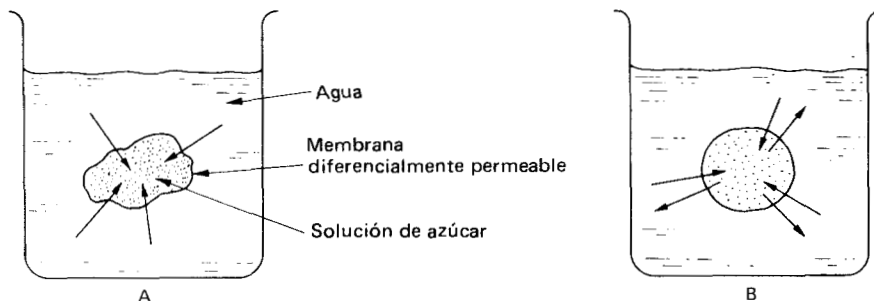 Agua
Membrana
diferencialmente permeable
Solución de azúcar
A
B